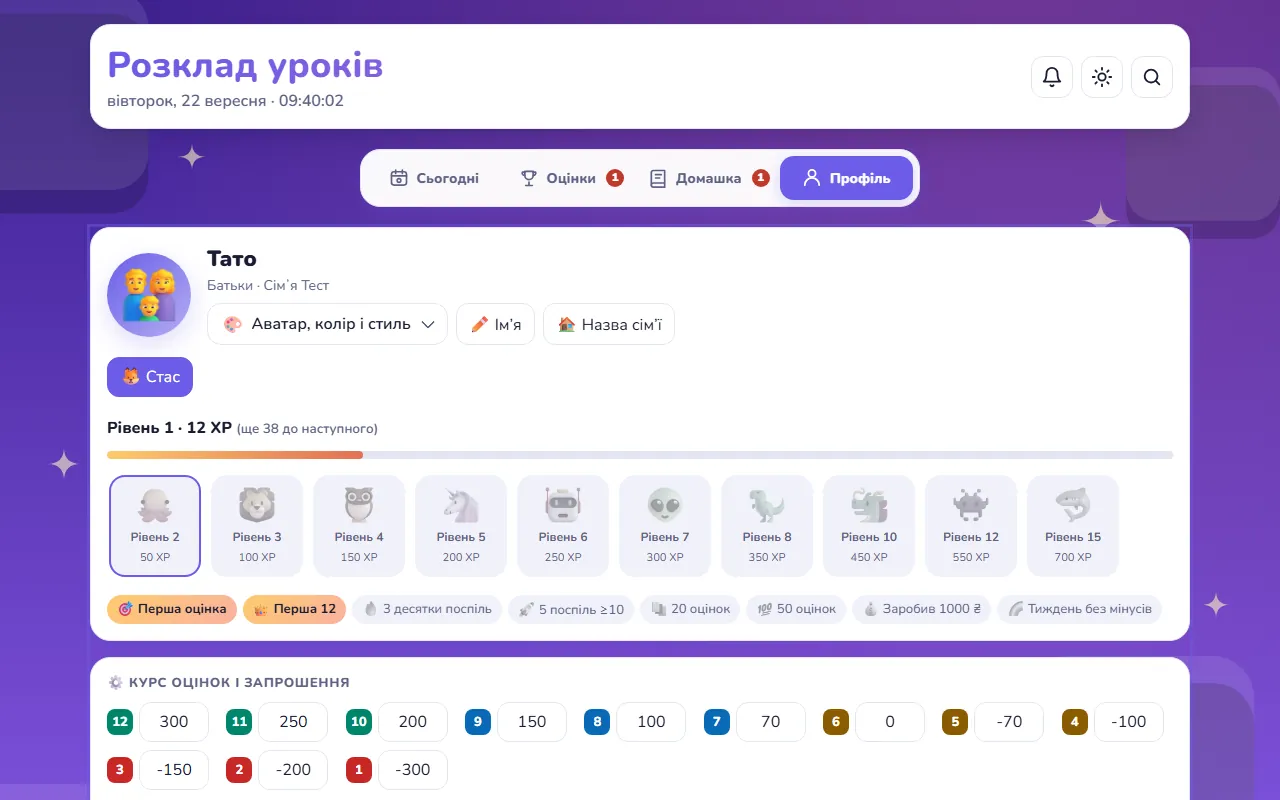 Розклад уроків
вівторок, 22 вересня · 09:40:02
Сьогодні
Оцінки 1
Домашка 1
Профіль
Тато
Батьки · Сім`я Тест
Аватар, колір і стиль
Ім’я
Назва сім’ї
Стас
Рівень 1 · 12 XP (ще 38 до наступного)
Рівень 2
50 XP
Рівень 3
100 XP
Рівень 4
150 XP
Рівень 5
200 XP
Рівень 6
250 XP
Рівень 7
300 XP
Рівень 8
350 XP
Рівень 10
450 XP
Рівень 12
550 XP
Рівень 15
700 XP
Перша оцінка
Перша 12
3 десятки поспіль
5 поспіль ≥10
20 оцінок
50 оцінок
Заробив 1000 ₴
Тиждень без мінусів
КУРС ОЦІНОК І ЗАПРОШЕННЯ
12 300 11 250 10 200 9 150 8 100 7 70 6 0 5 -70 4 -100
3 -150 2 -200 1 -300